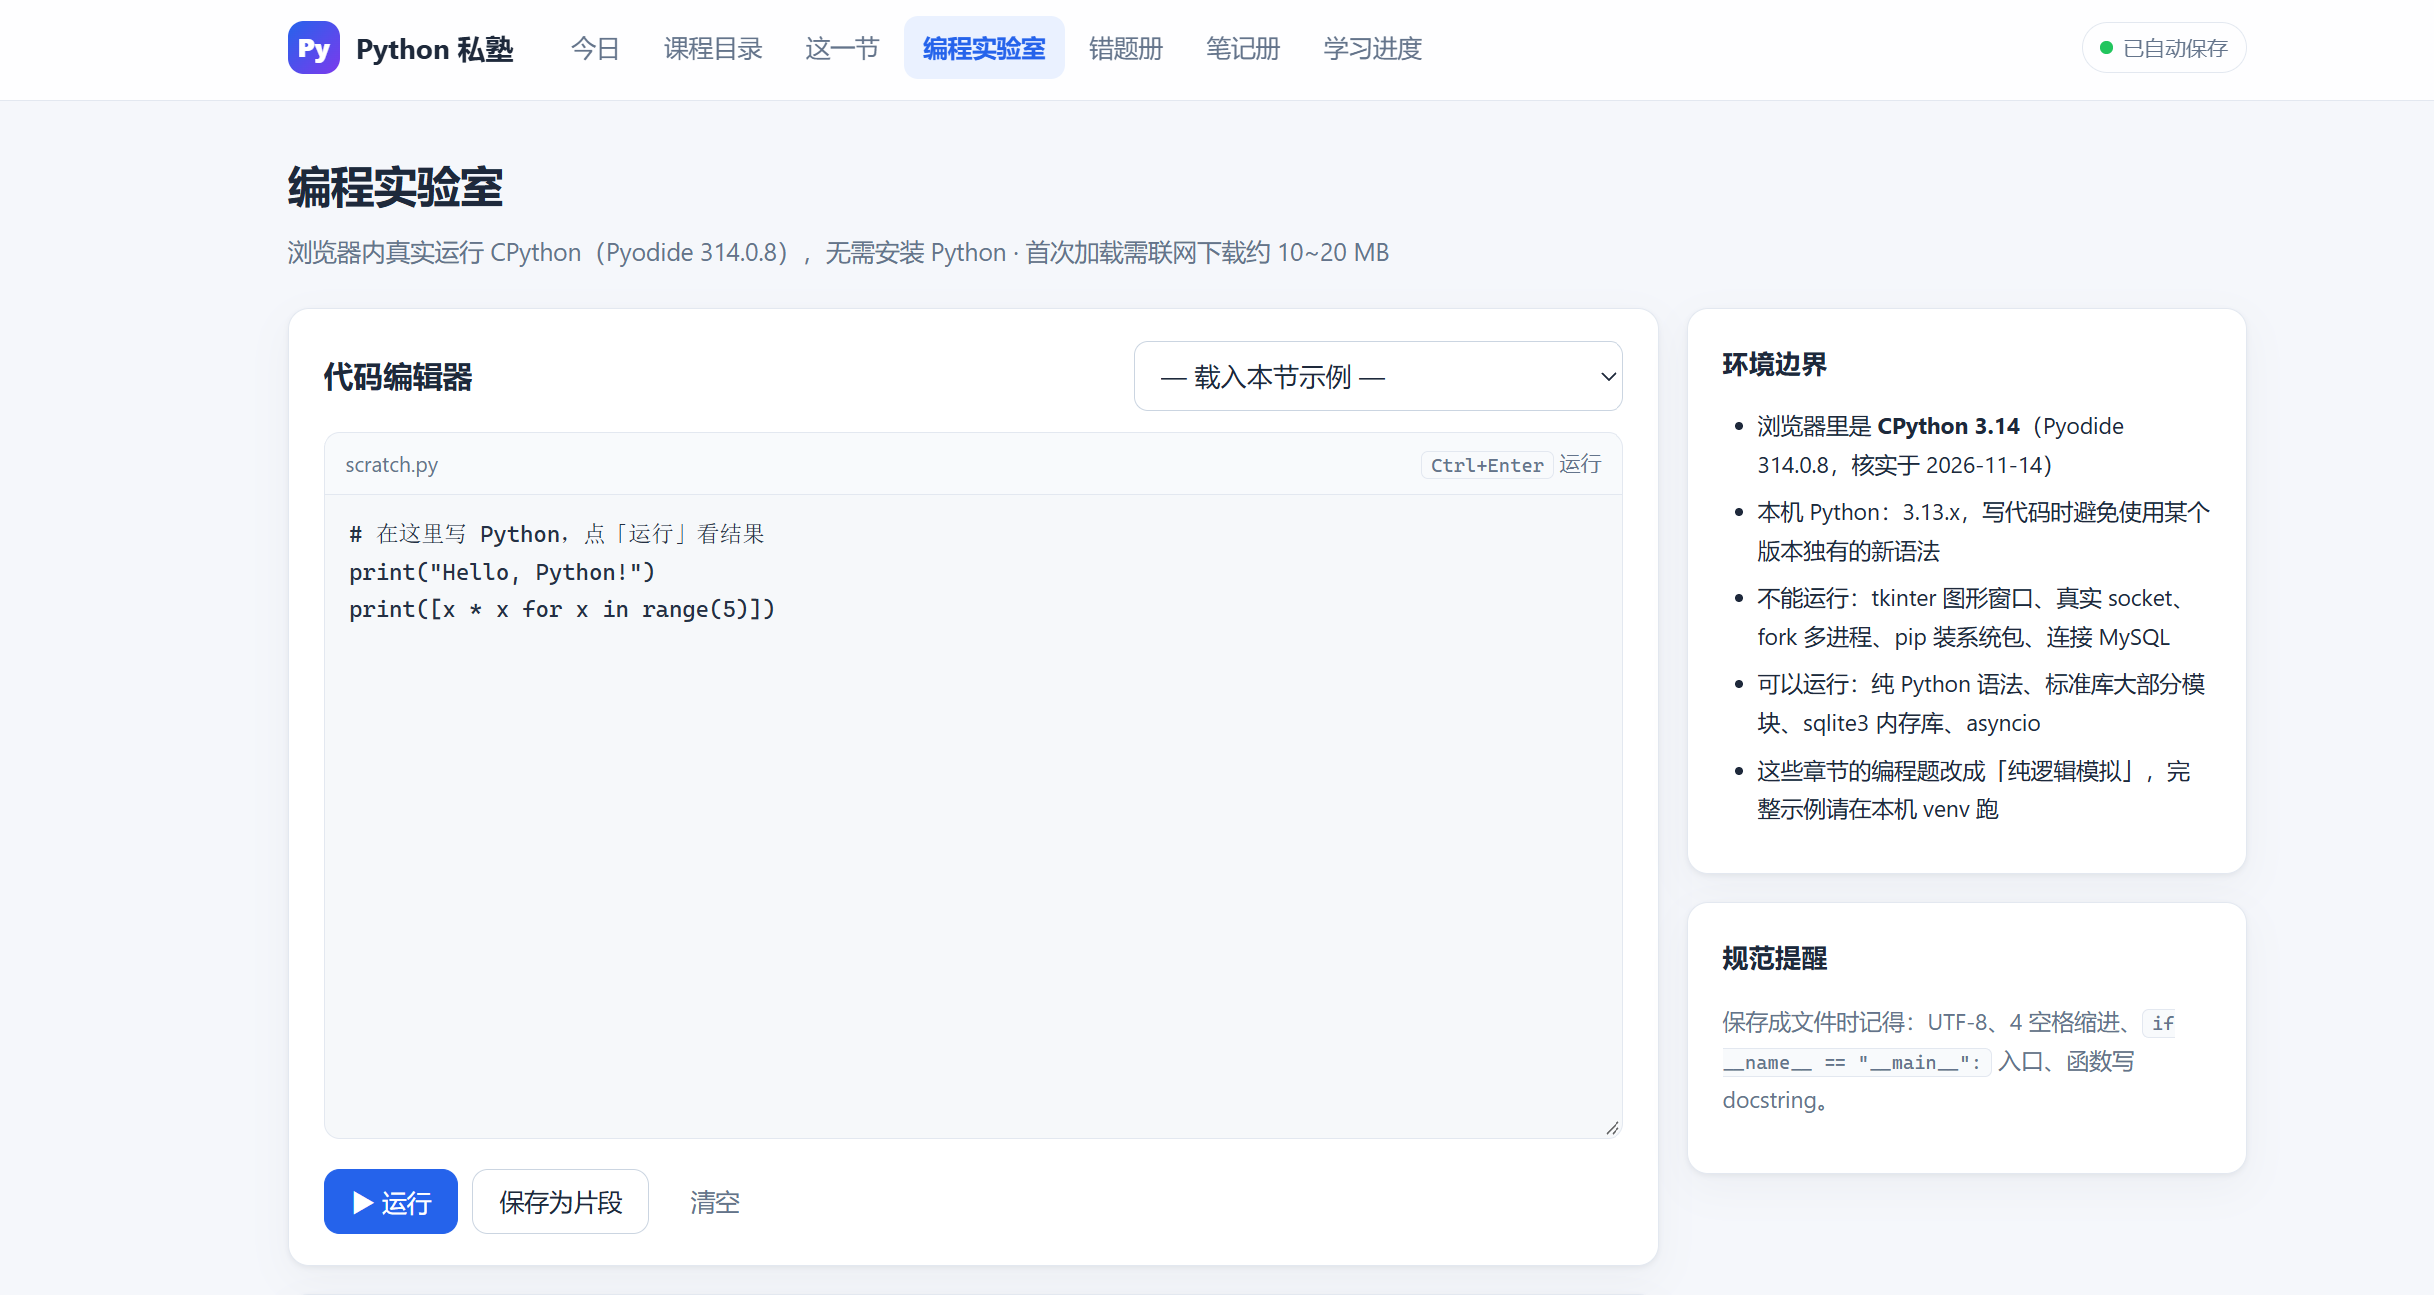 Py Python 私塾 今日 课程目录 这一节 编程实验室 错题册 笔记册 学习进度 已自动保存
编程实验室
浏览器内真实运行 CPython（Pyodide 314.0.8），无需安装 Python · 首次加载需联网下载约 10~20 MB
代码编辑器 — 载入本节示例 —
scratch.py Ctrl+Enter 运行
# 在这里写 Python，点「运行」看结果
print("Hello, Python!")
print([x * x for x in range(5)])
▶ 运行 保存为片段 清空
环境边界
• 浏览器里是 CPython 3.14（Pyodide
314.0.8，核实于 2026-11-14）
• 本机 Python：3.13.x，写代码时避免使用某个
版本独有的新语法
• 不能运行：tkinter 图形窗口、真实 socket、
fork 多进程、pip 装系统包、连接 MySQL
• 可以运行：纯 Python 语法、标准库大部分模
块、sqlite3 内存库、asyncio
• 这些章节的编程题改成「纯逻辑模拟」，完
整示例请在本机 venv 跑
规范提醒
保存成文件时记得：UTF-8、4 空格缩进、if
__name__ == "__main__": 入口、函数写
docstring。